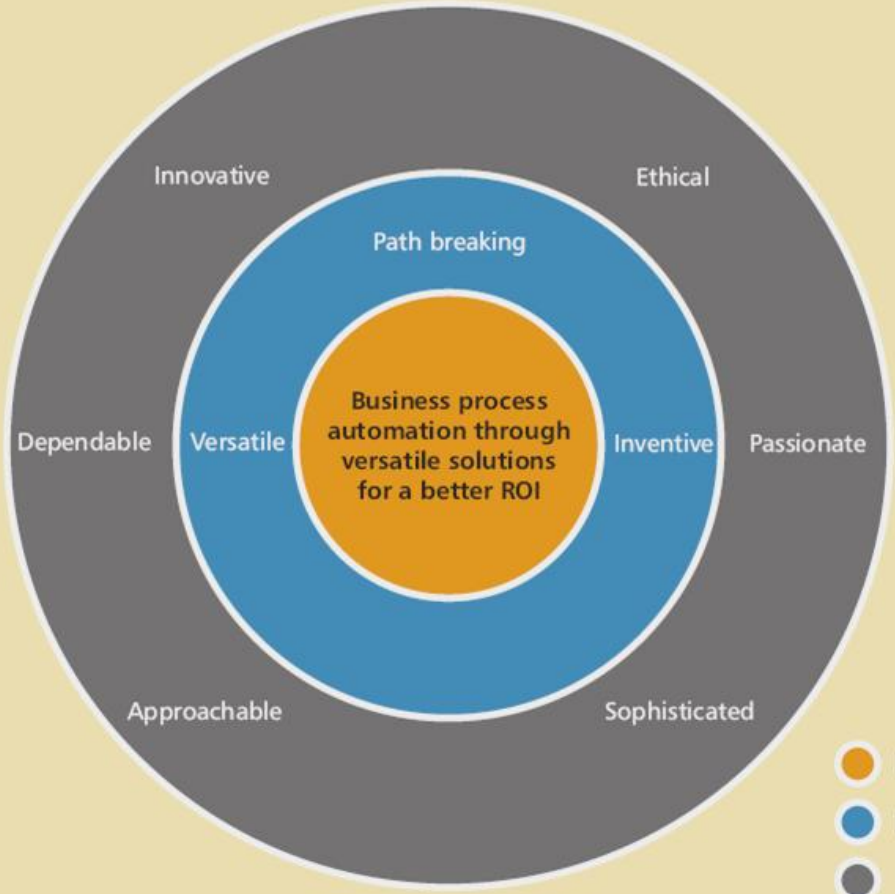 Innovative
Ethical
Path breaking
Business process
automation through
versatile solutions
for a better ROI
Dependable
Versatile
Inventive
Passionate
Approachable
Sophisticated